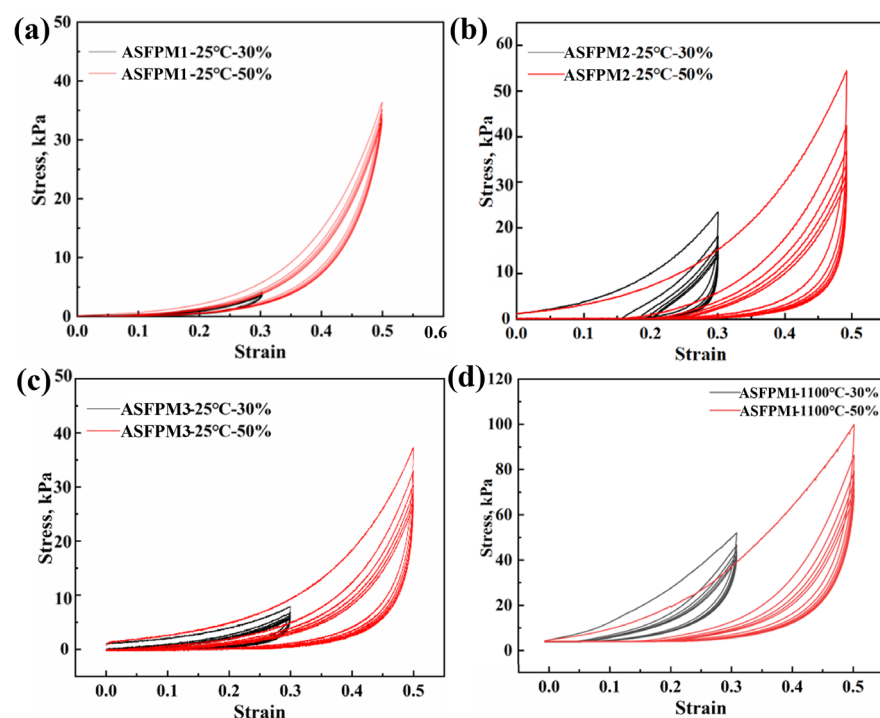 (a)
50
40
30
20
10
0
Stress, kPa
ASFPM1-25°C-30%
ASFPM1-25°C-50%
0.0 0.1 0.2 0.3 0.4 0.5 0.6
Strain
(b)
60
50
40
30
20
10
0
Stress, kPa
ASFPM2-25°C-30%
ASFPM2-25°C-50%
0.0 0.1 0.2 0.3 0.4 0.5
Strain
(c)
50
40
30
20
10
0
Stress, kPa
ASFPM3-25°C-30%
ASFPM3-25°C-50%
0.0 0.1 0.2 0.3 0.4 0.5
Strain
(d)
120
100
80
60
40
20
0
Stress, kPa
ASFPM1-1100°C-30%
ASFPM1-1100°C-50%
0.0 0.1 0.2 0.3 0.4 0.5
Strain